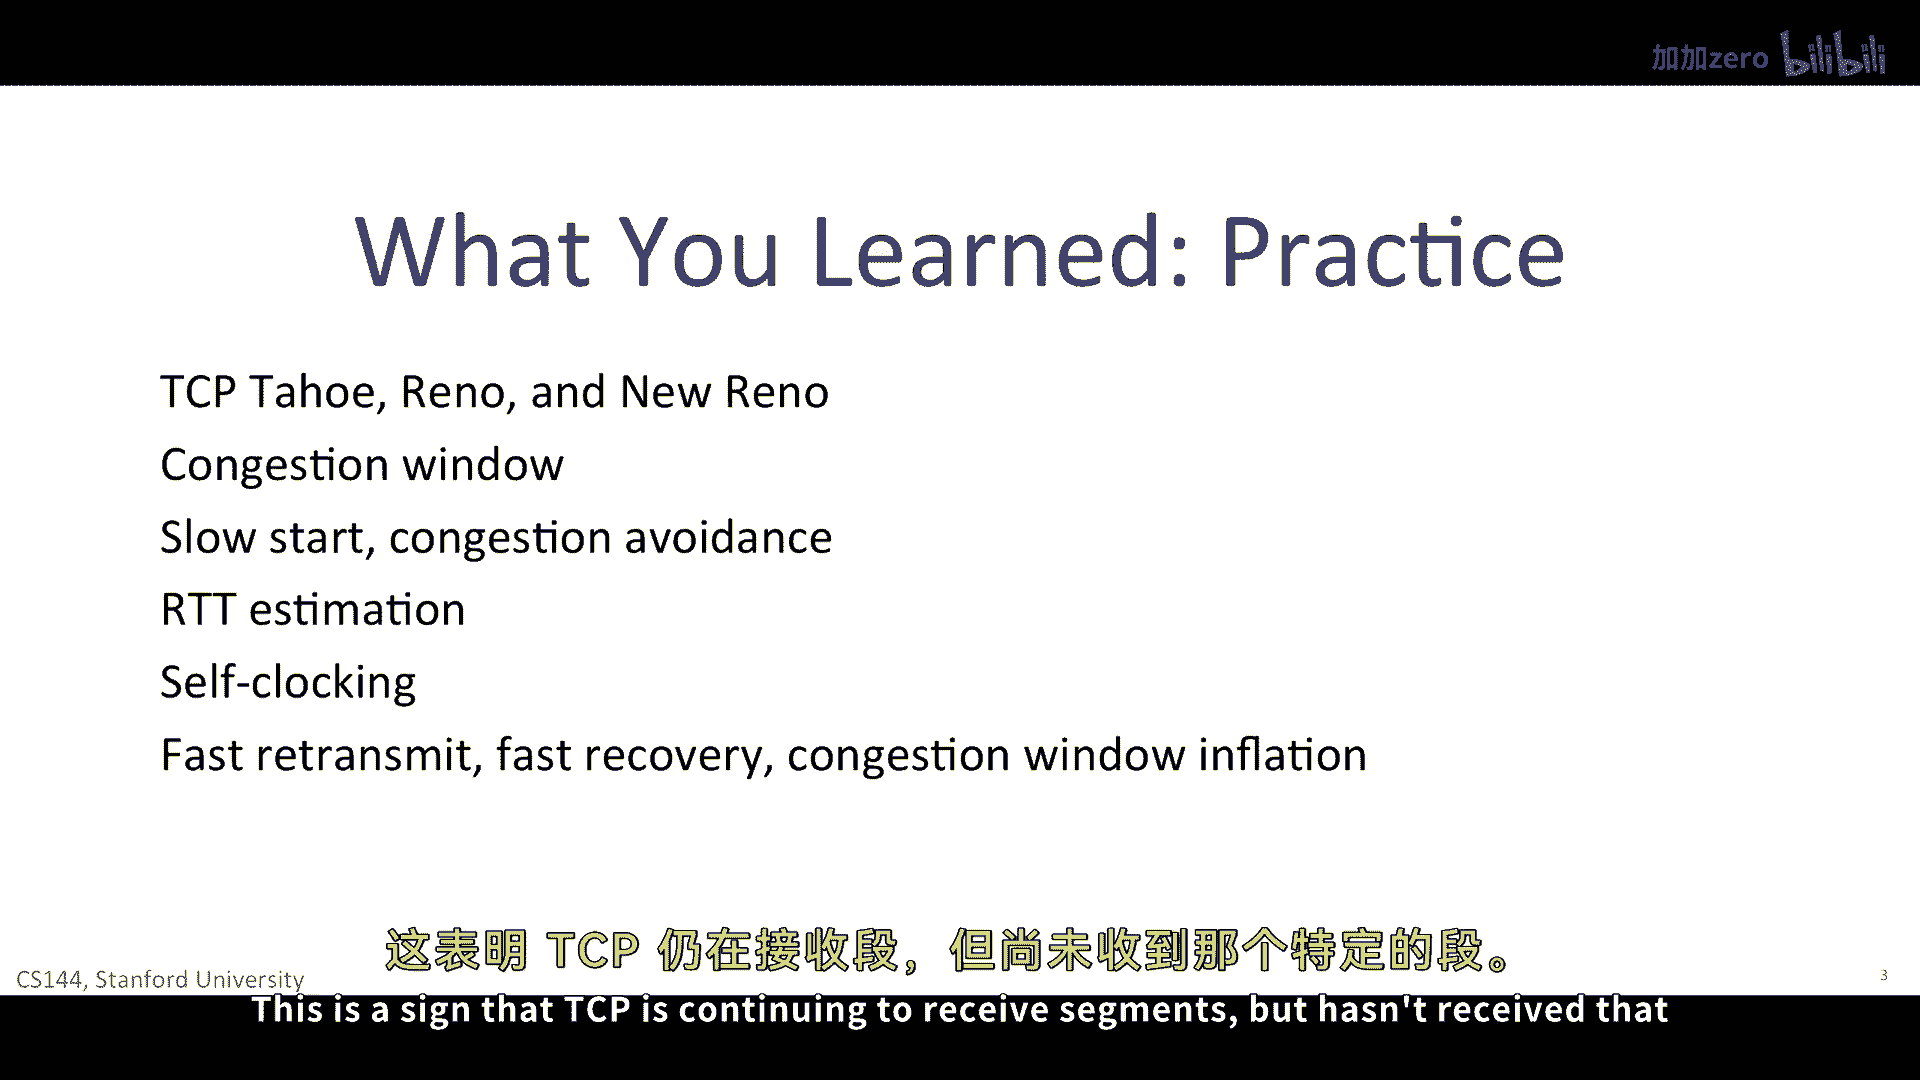 加加zero bilibili
What You Learned: Practice
TCP Tahoe, Reno, and New Reno
Congestion window
Slow start, congestion avoidance
RTT estimation
Self-clocking
Fast retransmit, fast recovery, congestion window inflation
这表明 TCP 仍在接收段，但尚未收到那个特定的段。
CS144, Stanford University
3
This is a sign that TCP is continuing to receive segments, but hasn't received that